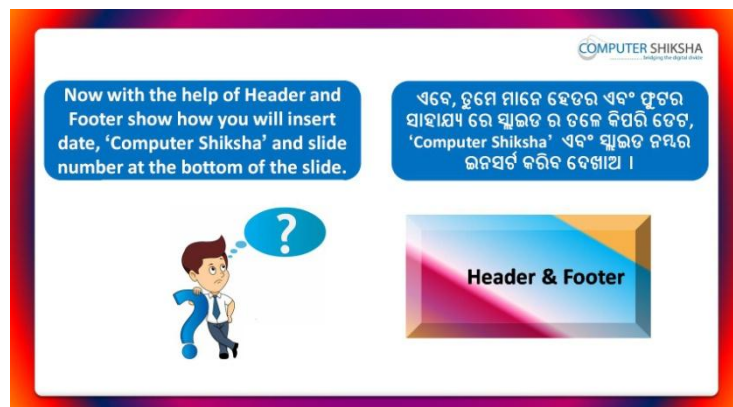 COMPUTER SHIKSHA
bridging the digital divide
Now with the help of Header and
Footer show how you will insert
date, ‘Computer Shiksha’ and slide
number at the bottom of the slide.
ଏବେ, ତୁମେ ମାନେ ହେଡର ଏବଂ ଫୁଟର
ସାହାଯ୍ୟ ରେ ସ୍ଲାଇଡ ର ତଳେ କିପରି ଡେଟ,
‘Computer Shiksha’ ଏବଂ ସ୍ଲାଇଡ ନମ୍ବର
ଇନସର୍ଟ କରିବ ଦେଖାଅ ।
?
Header & Footer
?